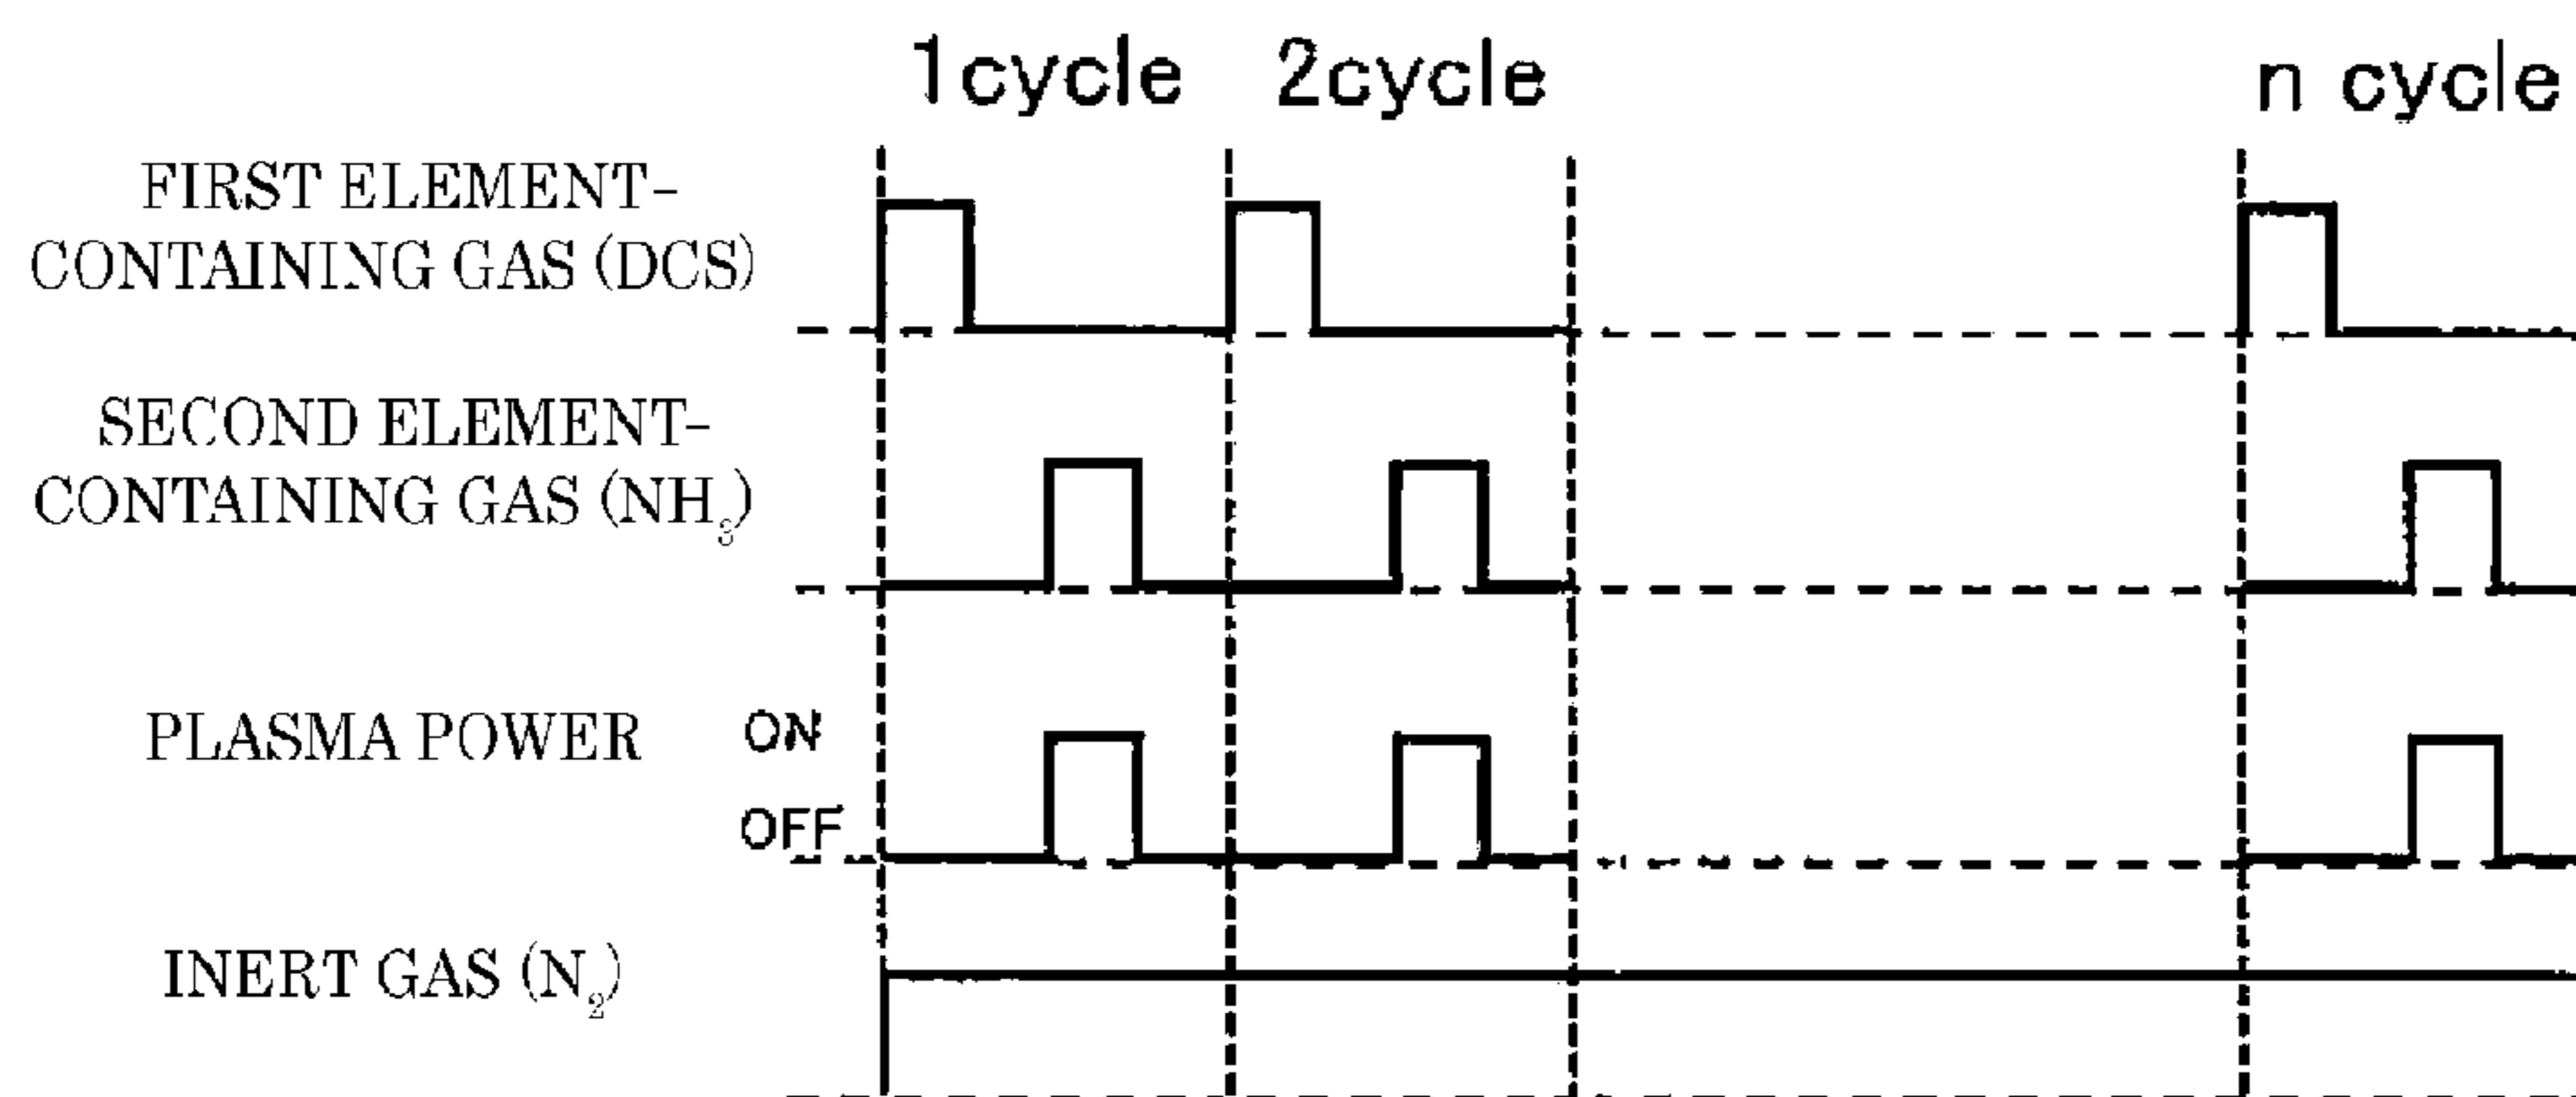 1cycle 2cycle n cycle
FIRST ELEMENT-
CONTAINING GAS (DCS)
SECOND ELEMENT-
CONTAINING GAS (NH₃)
PLASMA POWER ON
OFF
INERT GAS (N₂)